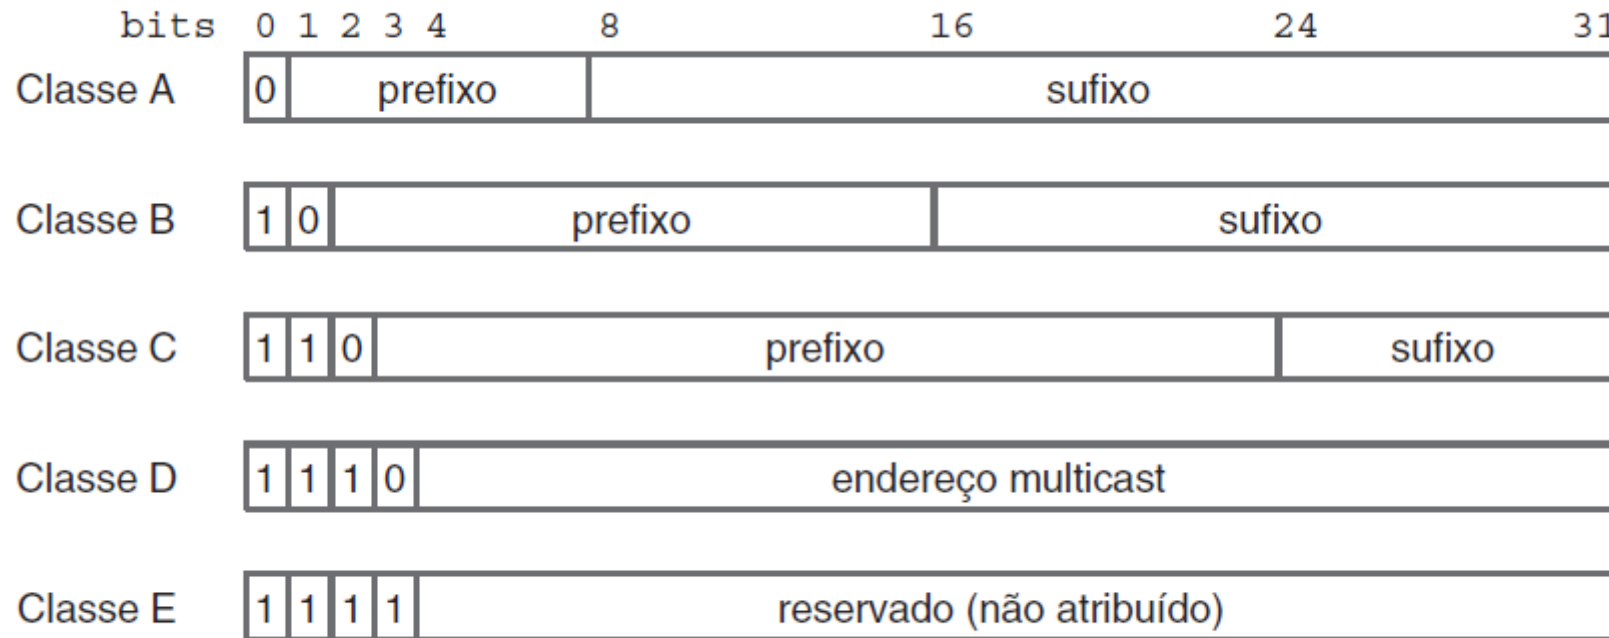 bits 0 1 2 3 4 8 16 24 31
Classe A 0 prefixo sufixo
Classe B 1 0 prefixo sufixo
Classe C 1 1 0 prefixo sufixo
Classe D 1 1 1 0 endereço multicast
Classe E 1 1 1 1 reservado (não atribuído)